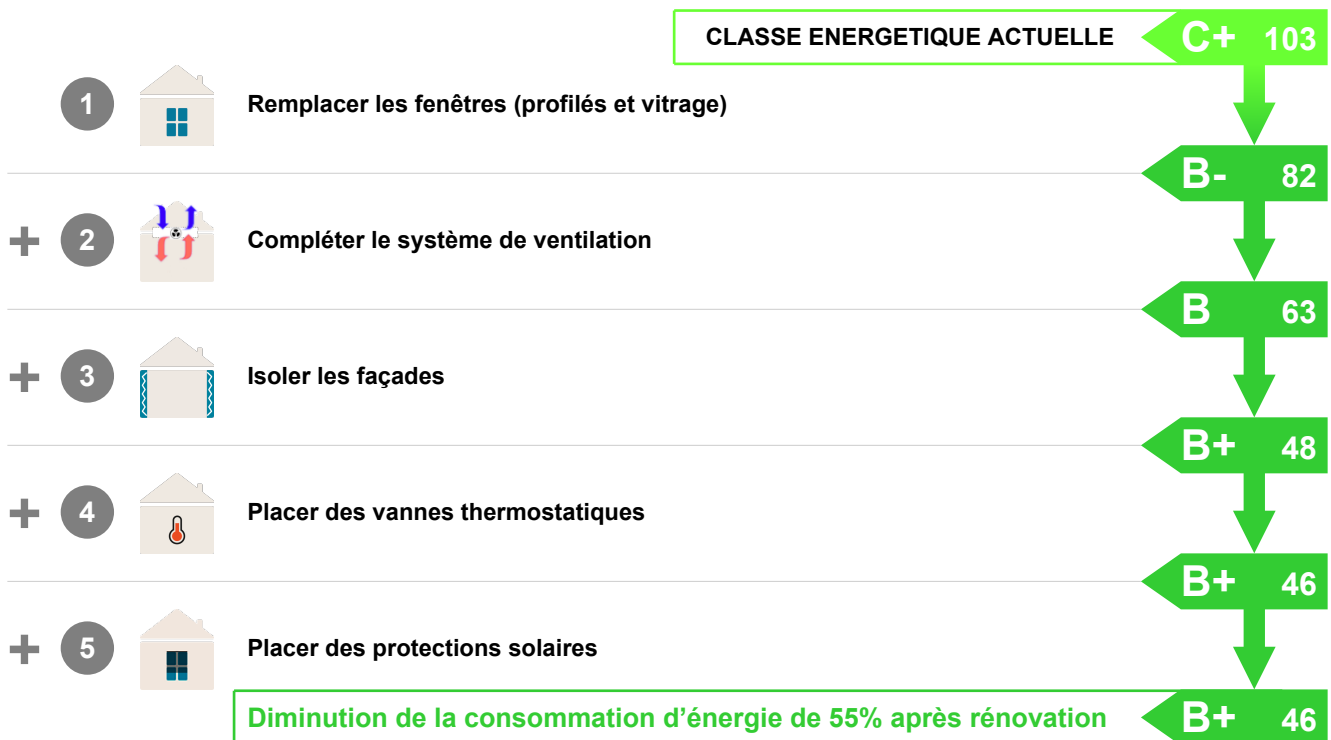 CLASSE ENERGETIQUE ACTUELLE C+ 103
1 Remplacer les fenêtres (profilés et vitrage)
B- 82
+ 2 Compléter le système de ventilation
B 63
+ 3 Isoler les façades
B+ 48
+ 4 Placer des vannes thermostatiques
B+ 46
+ 5 Placer des protections solaires
Diminution de la consommation d’énergie de 55% après rénovation B+ 46